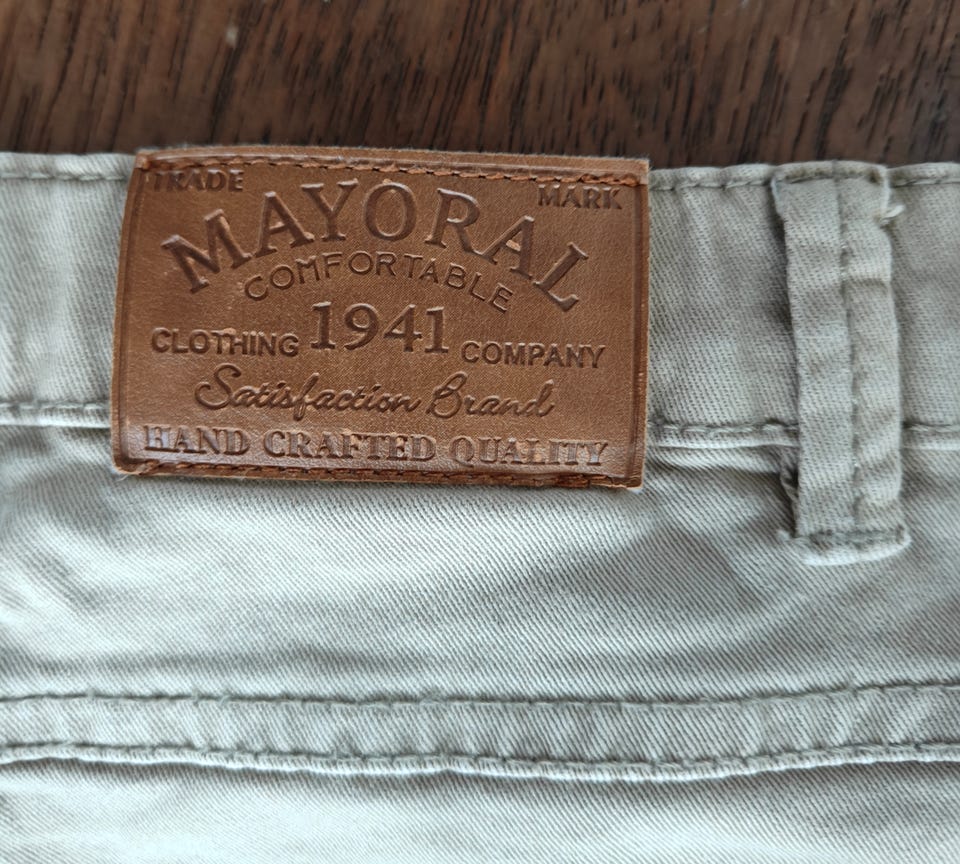 TRADE MARK
MAYORAL
COMFORTABLE
CLOTHING 1941 COMPANY
Satisfaction Brand
HAND CRAFTED QUALITY